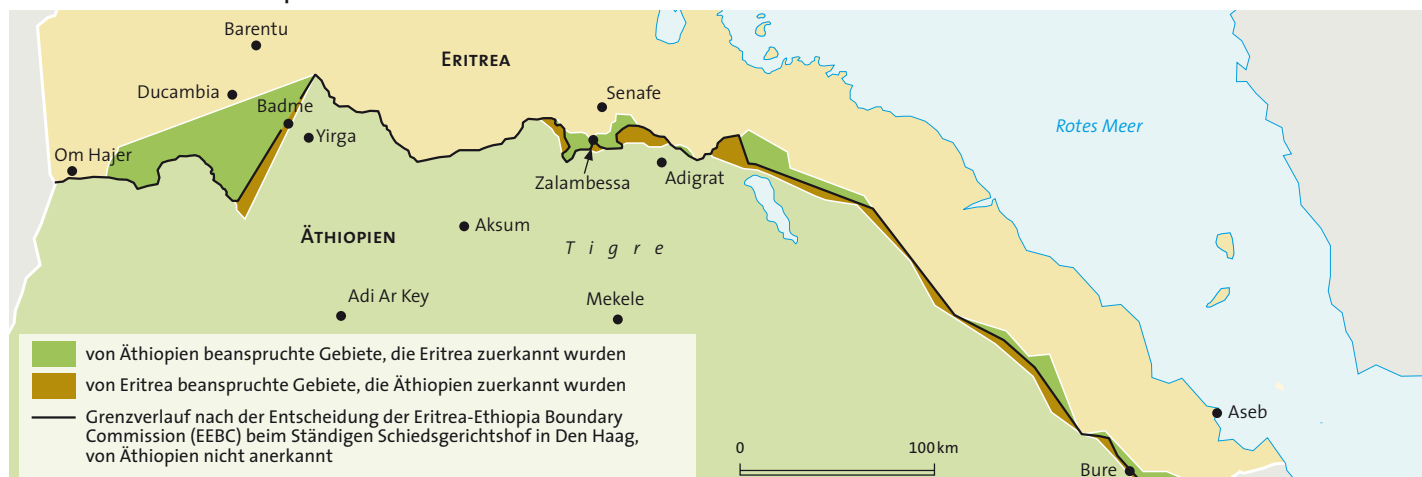 Barentu
ERITREA
Ducambia
Senafe
Badme
Yirga
Rotes Meer
Om Hajer
Zalambessa
Adigrat
Aksum
ÄTHIOPIEN
Tigre
Adi Ar Key
Mekele
von Äthiopien beanspruchte Gebiete, die Eritrea zuerkannt wurden
von Eritrea beanspruchte Gebiete, die Äthiopien zuerkannt wurden
Grenzverlauf nach der Entscheidung der Eritrea-Ethiopia Boundary
Commission (EEBC) beim Ständigen Schiedsgerichtshof in Den Haag,
von Äthiopien nicht anerkannt
0 100 km
Aseb
Bure